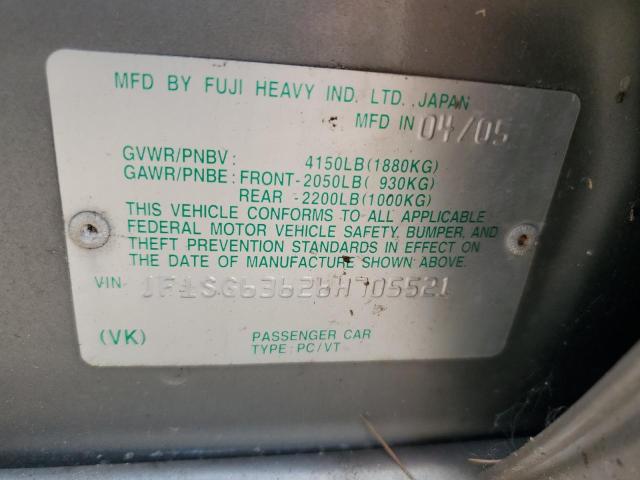 MFD BY FUJI HEAVY IND. LTD. JAPAN
MFD IN 04/05
GVWR/PNBV : 4150LB(1880KG)
GAWR/PNBE : FRONT-2050LB( 930KG)
REAR -2200LB(1000KG)
THIS VEHICLE CONFORMS TO ALL APPLICABLE
FEDERAL MOTOR VEHICLE SAFETY, BUMPER, AND
THEFT PREVENTION STANDARDS IN EFFECT ON
THE DATE OF MANUFACTURE SHOWN ABOVE.
VIN: JF1SG63626H705521
(VK) PASSENGER CAR
TYPE: PC/VT